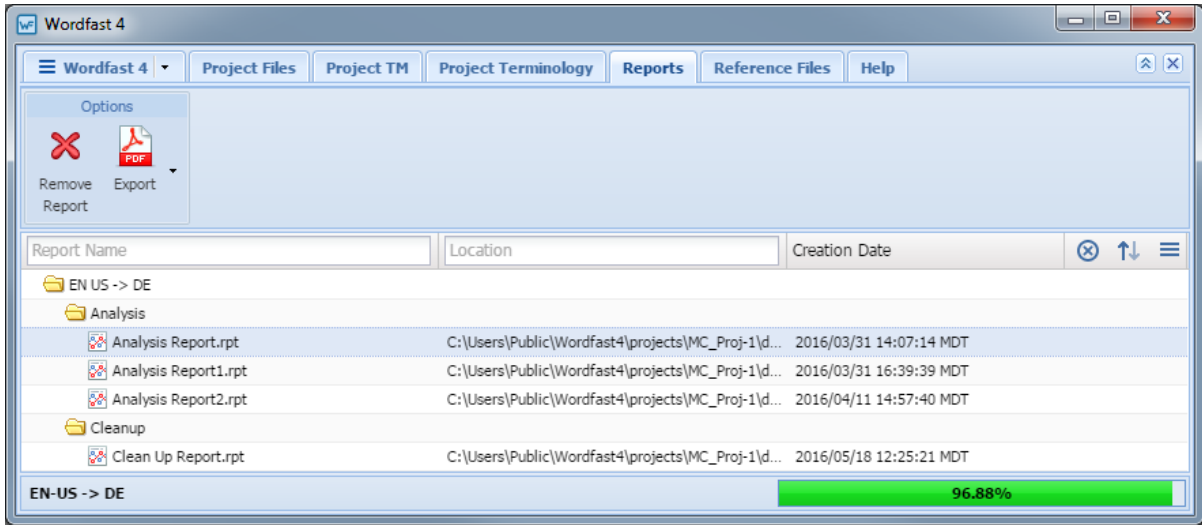 WF Wordfast 4
Wordfast 4 Project Files Project TM Project Terminology Reports Reference Files Help
Options
PDF
Remove Report
Export
Report Name Location Creation Date
EN US -> DE
Analysis
Analysis Report.rpt C:\Users\Public\Wordfast4\projects\MC_Proj-1\d... 2016/03/31 14:07:14 MDT
Analysis Report1.rpt C:\Users\Public\Wordfast4\projects\MC_Proj-1\d... 2016/03/31 16:39:39 MDT
Analysis Report2.rpt C:\Users\Public\Wordfast4\projects\MC_Proj-1\d... 2016/04/11 14:57:40 MDT
Cleanup
Clean Up Report.rpt C:\Users\Public\Wordfast4\projects\MC_Proj-1\d... 2016/05/18 12:25:21 MDT
EN-US -> DE 96.88%